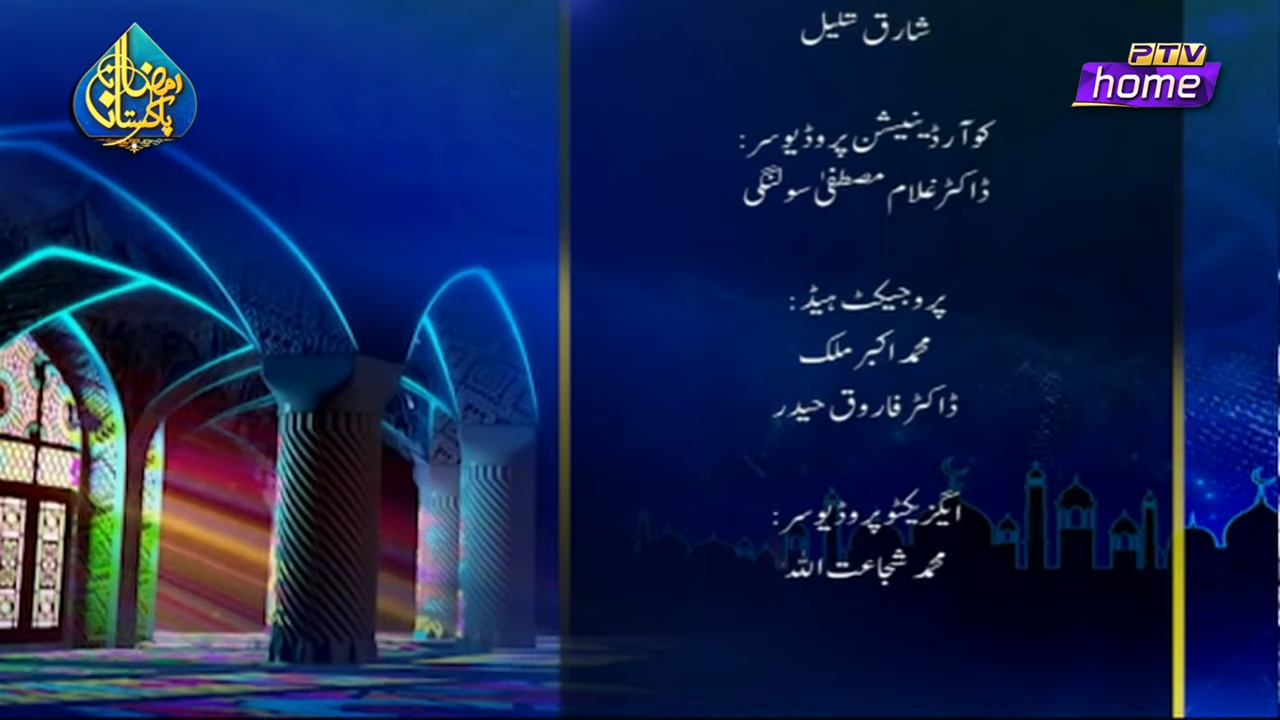 شارق
PTV
home
رمضان
پاکستان
کوآرڈینیشن پروڈیوسر:
ڈاکٹر غلام مصطفیٰ سولنگی
پروجیکٹ ہیڈ:
محمد اکبر ملک
ڈاکٹر فاروق حیدر
ایگزیکٹو پروڈیوسر:
محمد شجاعت اللہ